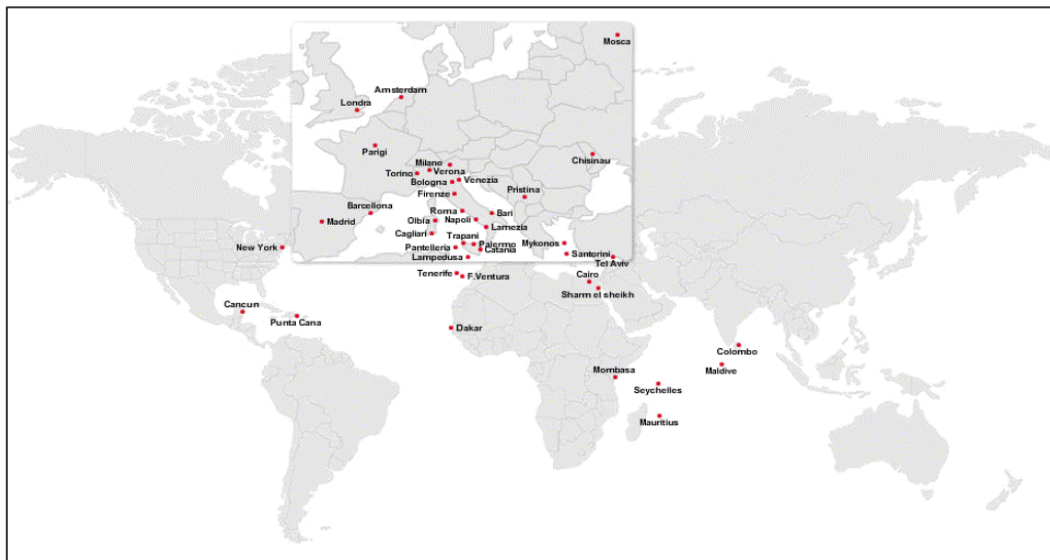 Mosca
Amsterdam
Londra
Parigi
Chisinau
Milano
Verona
Torino
Bologna
Venezia
Firenze
Pristina
Barcellona
Madrid
Roma
Bari
Olbia
Napoli
Lamezia
Cagliari
Trapani
Palermo
Mykonos
Pantelleria
Catania
New York
Santorini
Lampedusa
Tel Aviv
Tenerife
F.Ventura
Cairo
Sharm el sheikh
Cancun
Punta Cana
Dakar
Colombo
Maldive
Mombasa
Seychelles
Mauritius